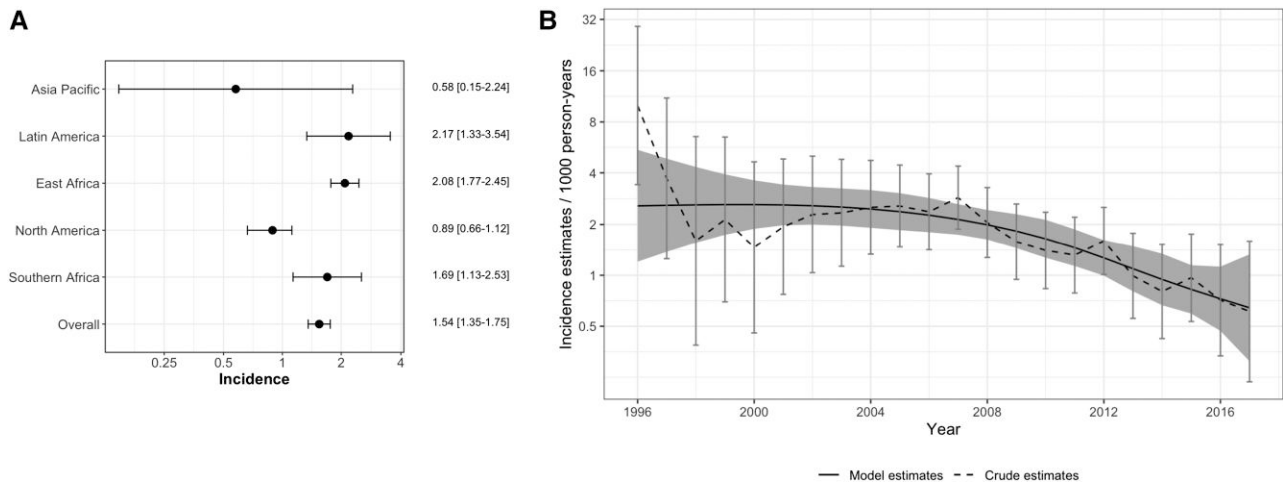 A
Asia Pacific 0.58 [0.15-2.24]
Latin America 2.17 [1.33-3.54]
East Africa 2.08 [1.77-2.45]
North America 0.89 [0.66-1.12]
Southern Africa 1.69 [1.13-2.53]
Overall 1.54 [1.35-1.75]
0.25 0.5 1 2 4
Incidence
B
Incidence estimates / 1000 person-years
32
16
8
4
2
1
0.5
1996 2000 2004 2008 2012 2016
Year
Model estimates Crude estimates